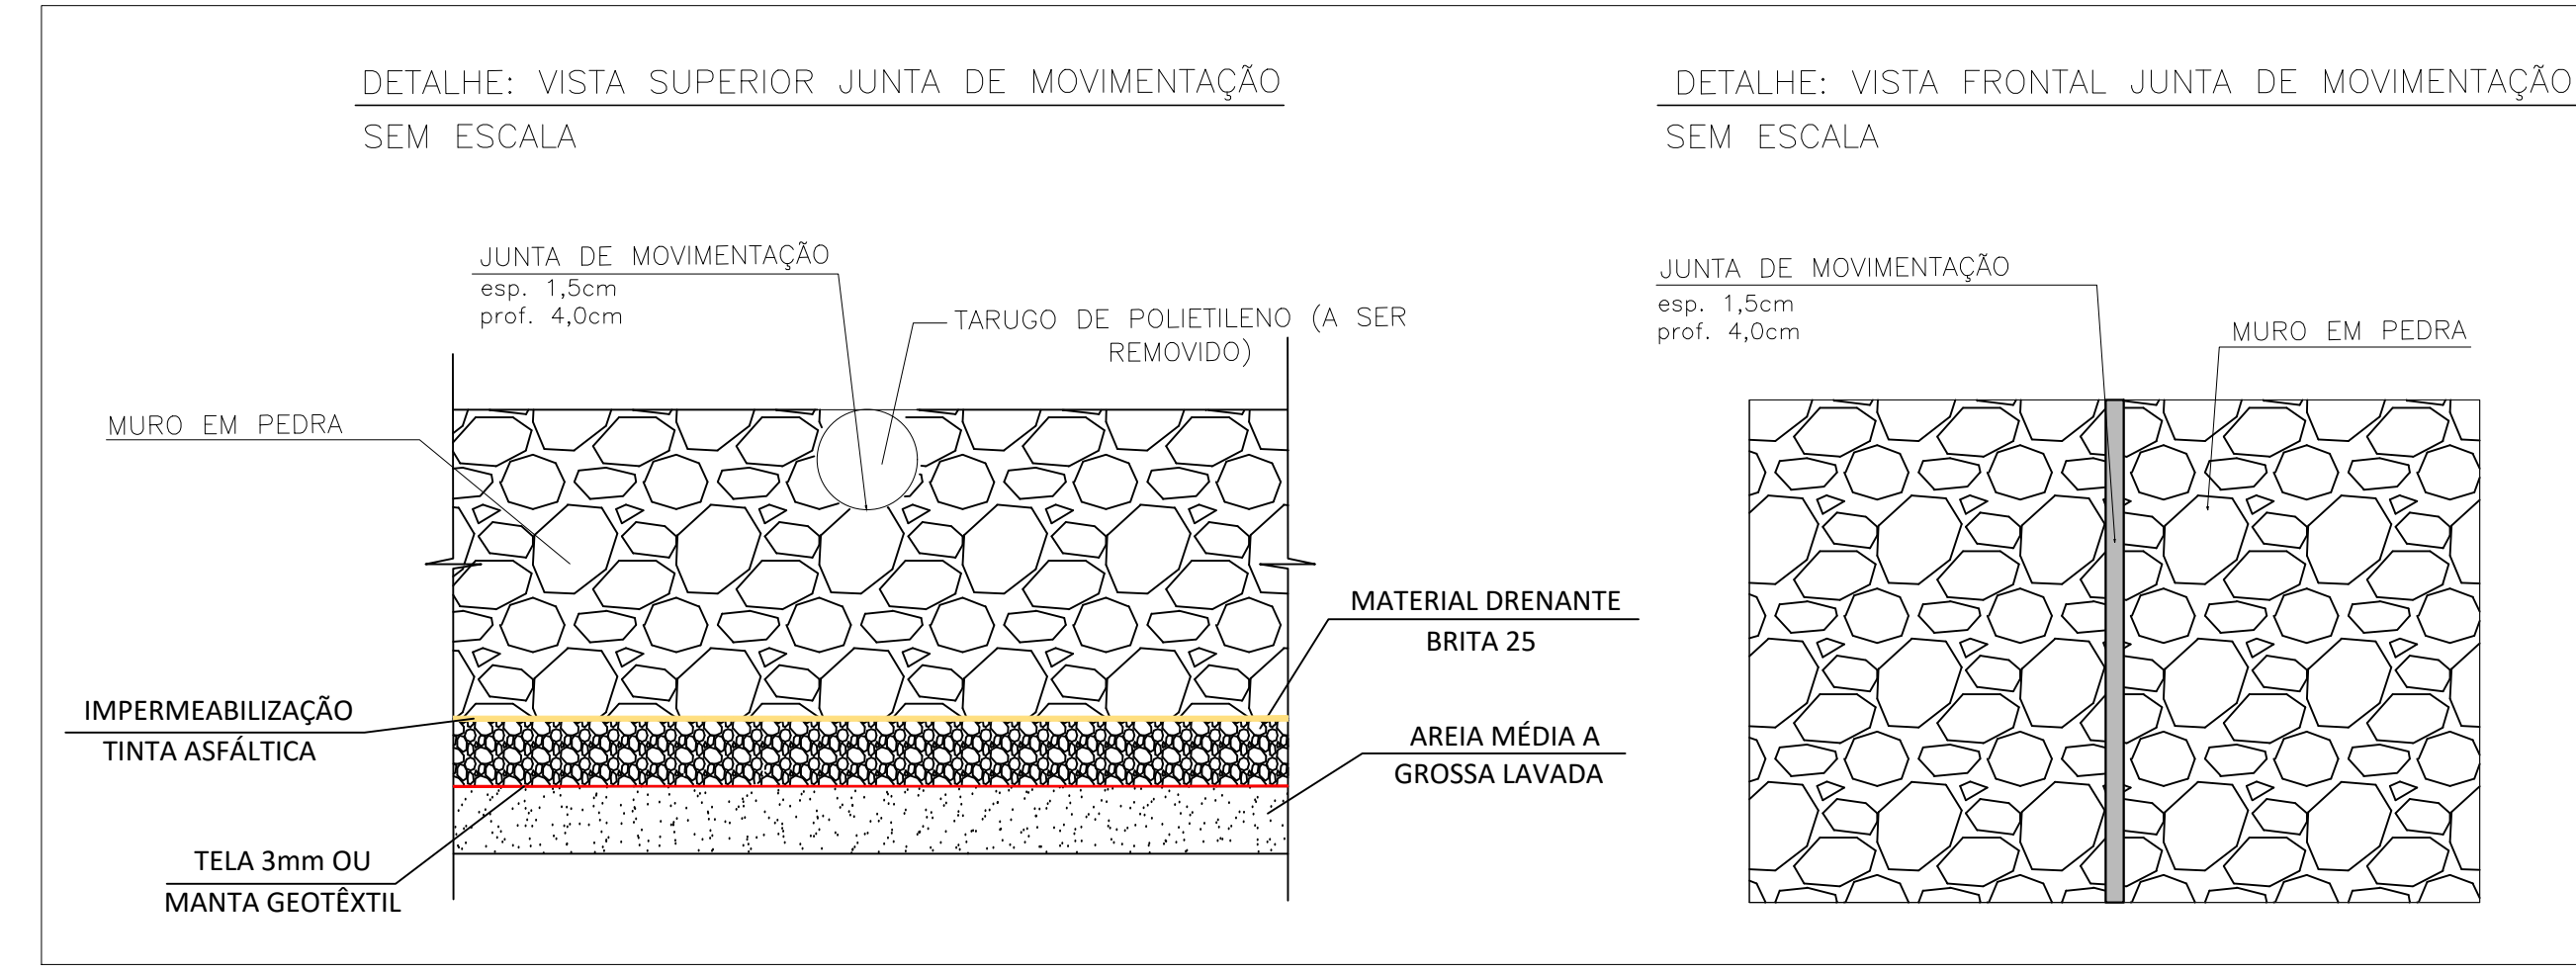 DETALHE: VISTA SUPERIOR JUNTA DE MOVIMENTAÇÃO
SEM ESCALA
JUNTA DE MOVIMENTAÇÃO
esp. 1,5cm
prof. 4,0cm
TARUGO DE POLIETILENO (A SER
REMOVIDO)
MURO EM PEDRA
MATERIAL DRENANTE
BRITA 25
IMPERMEABILIZAÇÃO
TINTA ASFÁLTICA
AREIA MÉDIA A
GROSSA LAVADA
TELA 3mm OU
MANTA GEOTÊXTIL
DETALHE: VISTA FRONTAL JUNTA DE MOVIMENTAÇÃO
SEM ESCALA
JUNTA DE MOVIMENTAÇÃO
esp. 1,5cm
prof. 4,0cm
MURO EM PEDRA